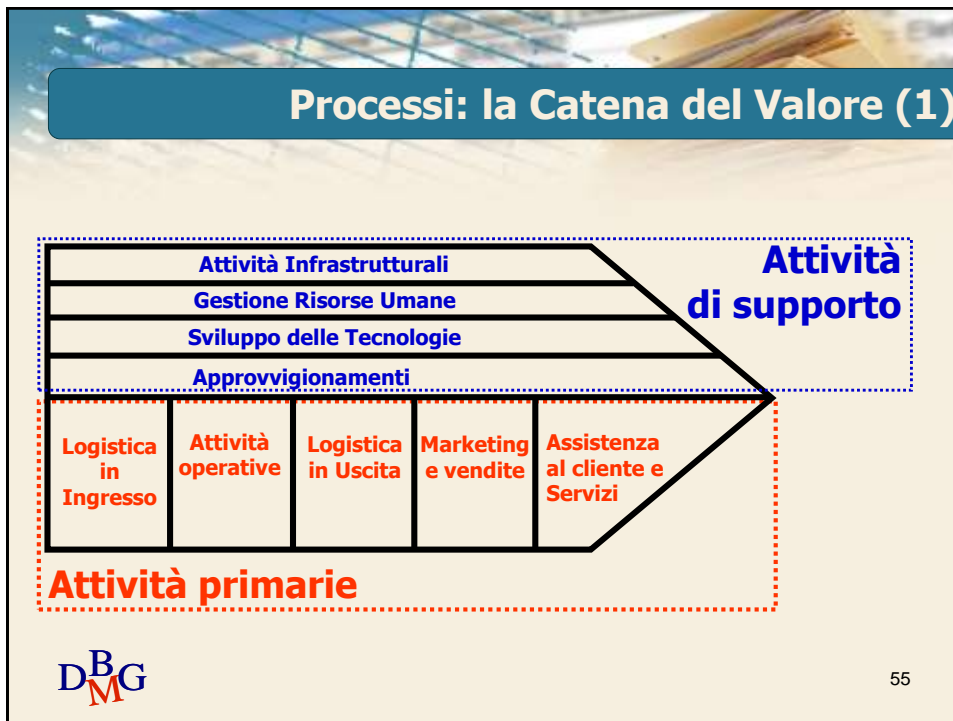 Processi: la Catena del Valore (1)
Attività Infrastrutturali
Gestione Risorse Umane
Sviluppo delle Tecnologie
Approvvigionamenti
Attività
di supporto
Logistica
in
Ingresso
Attività
operative
Logistica
in Uscita
Marketing
e vendite
Assistenza
al cliente e
Servizi
Attività primarie
DBMG
55